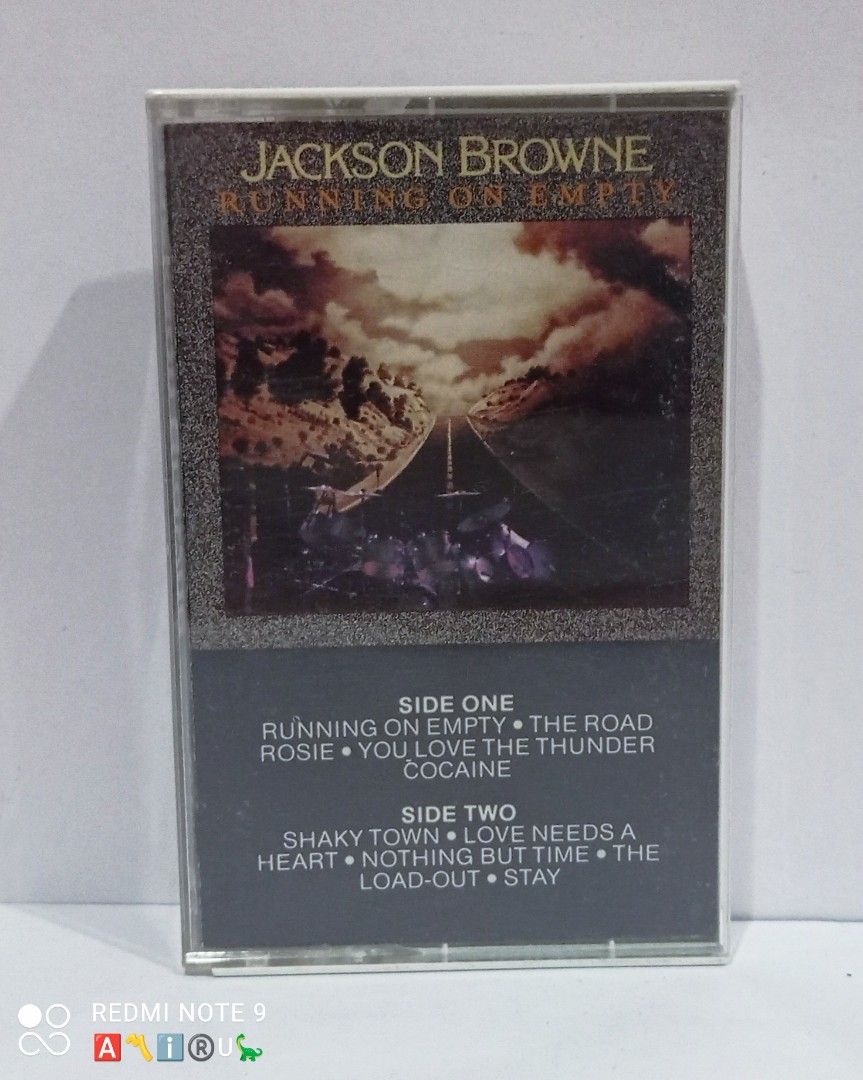 JACKSON BROWNE
RUNNING ON EMPTY
SIDE ONE
RUNNING ON EMPTY • THE ROAD
ROSIE • YOU LOVE THE THUNDER
COCAINE
SIDE TWO
SHAKY TOWN • LOVE NEEDS A
HEART • NOTHING BUT TIME • THE
LOAD-OUT • STAY
REDMI NOTE 9
🅰️〽️ℹ️®️U🦕